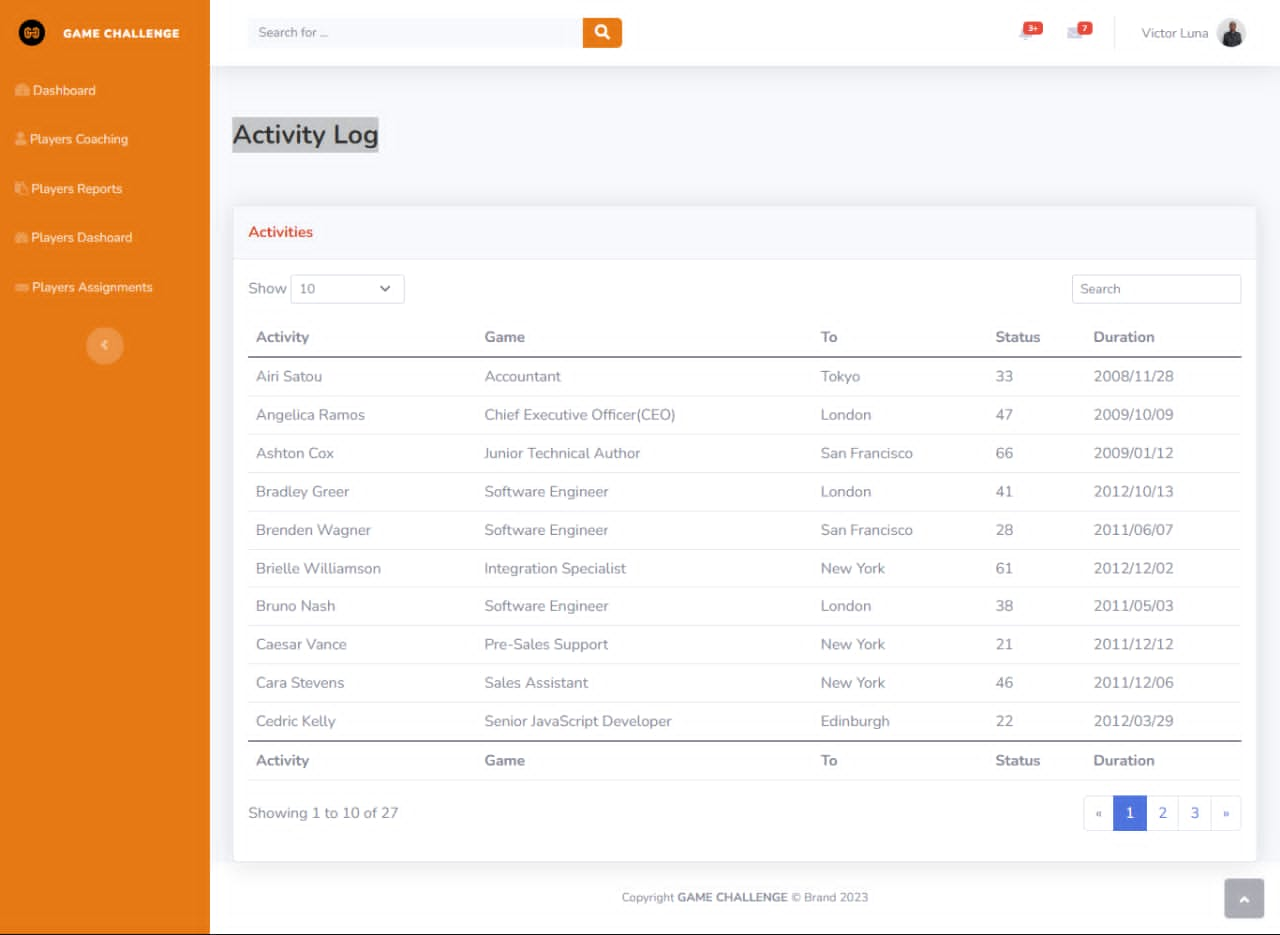 GAME CHALLENGE
Search for ...
3+
7
Victor Luna
Dashboard
Players Coaching
Players Reports
Players Dashoard
Players Assignments
Activity Log
Activities
Show 10
Search
Activity Game To Status Duration
Airi Satou Accountant Tokyo 33 2008/11/28
Angelica Ramos Chief Executive Officer(CEO) London 47 2009/10/09
Ashton Cox Junior Technical Author San Francisco 66 2009/01/12
Bradley Greer Software Engineer London 41 2012/10/13
Brenden Wagner Software Engineer San Francisco 28 2011/06/07
Brielle Williamson Integration Specialist New York 61 2012/12/02
Bruno Nash Software Engineer London 38 2011/05/03
Caesar Vance Pre-Sales Support New York 21 2011/12/12
Cara Stevens Sales Assistant New York 46 2011/12/06
Cedric Kelly Senior JavaScript Developer Edinburgh 22 2012/03/29
Activity Game To Status Duration
Showing 1 to 10 of 27
« 1 2 3 »
Copyright GAME CHALLENGE © Brand 2023